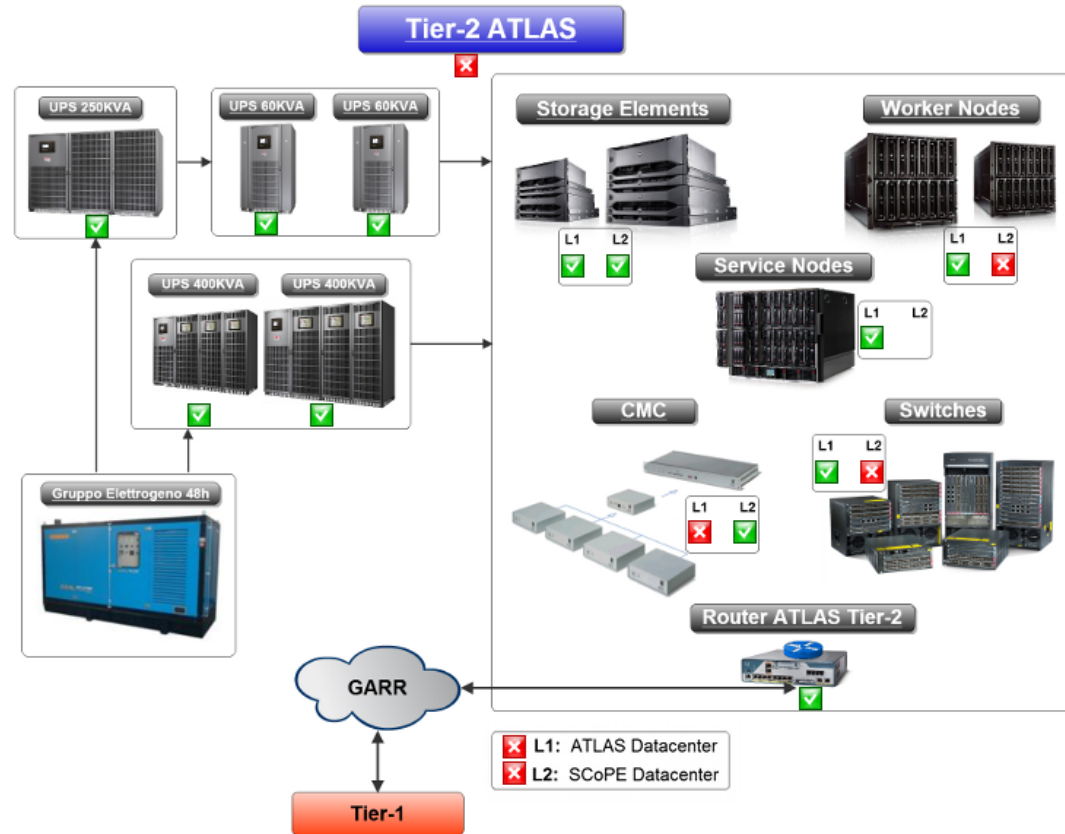 Tier-2 ATLAS
UPS 250KVA
UPS 60KVA
UPS 60KVA
Storage Elements
Worker Nodes
L1 L2
L1 L2
Service Nodes
L1 L2
UPS 400KVA
UPS 400KVA
CMC
Switches
L1 L2
L1 L2
Gruppo Elettrogeno 48h
Router ATLAS Tier-2
GARR
L1: ATLAS Datacenter
L2: SCoPE Datacenter
Tier-1